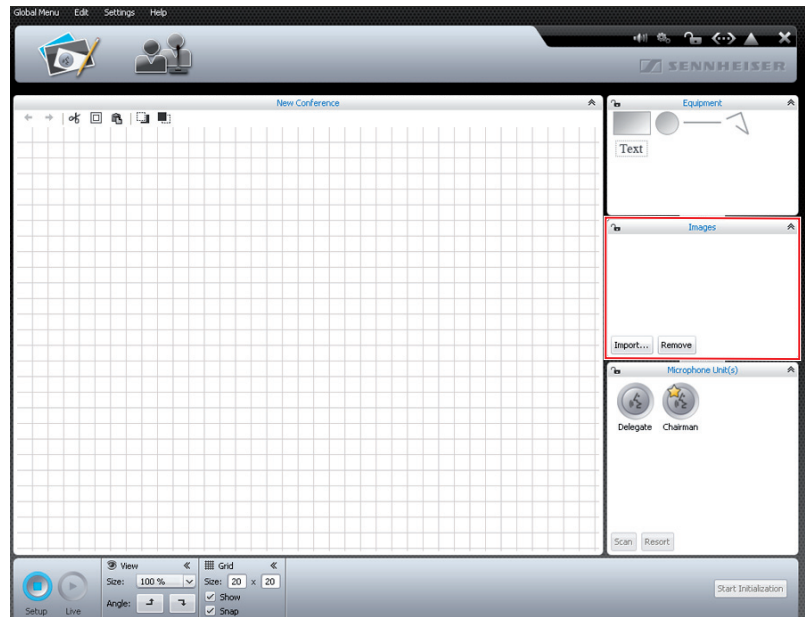 Global Menu Edit Settings Help
SENNHEISER
New Conference
Equipment
Text
Images
Import... Remove
Microphone Unit(s)
Delegate Chairman
Scan Resort
View
Size: 100 %
Angle:
Grid
Size: 20 x 20
Show
Snap
Setup Live
Start Initialization